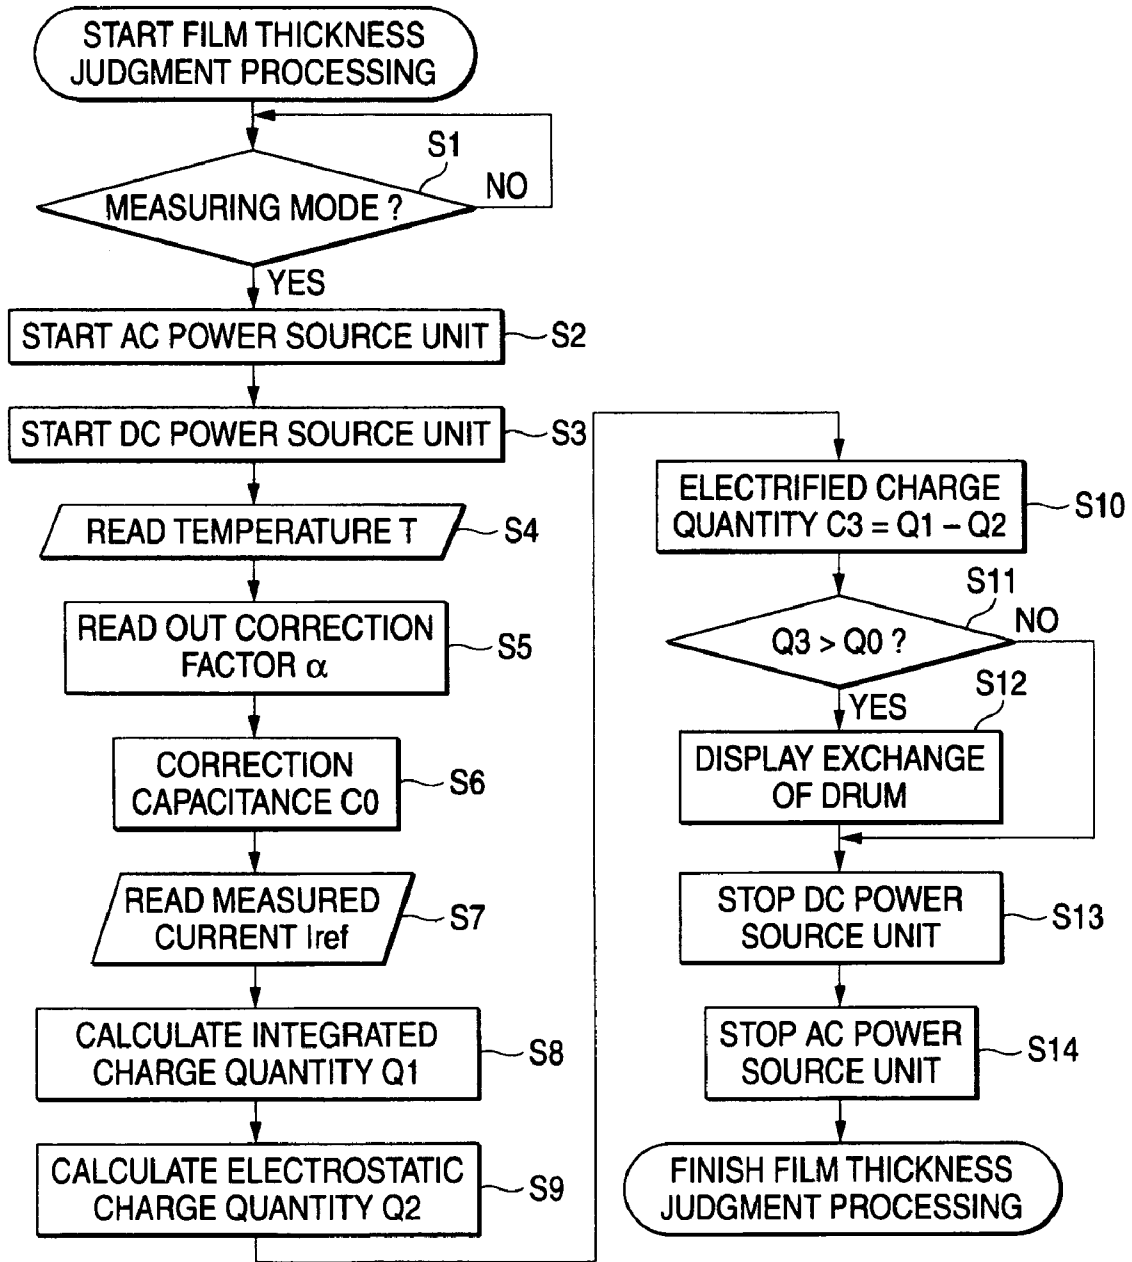 START FILM THICKNESS
JUDGMENT PROCESSING
S1
MEASURING MODE ?
NO
YES
START AC POWER SOURCE UNIT
S2
START DC POWER SOURCE UNIT
S3
READ TEMPERATURE T
S4
READ OUT CORRECTION
FACTOR α
S5
CORRECTION
CAPACITANCE C0
S6
READ MEASURED
CURRENT Iref
S7
CALCULATE INTEGRATED
CHARGE QUANTITY Q1
S8
CALCULATE ELECTROSTATIC
CHARGE QUANTITY Q2
S9
ELECTRIFIED CHARGE
QUANTITY C3 = Q1 – Q2
S10
S11
Q3 > Q0 ?
NO
YES
S12
DISPLAY EXCHANGE
OF DRUM
STOP DC POWER
SOURCE UNIT
S13
STOP AC POWER
SOURCE UNIT
S14
FINISH FILM THICKNESS
JUDGMENT PROCESSING